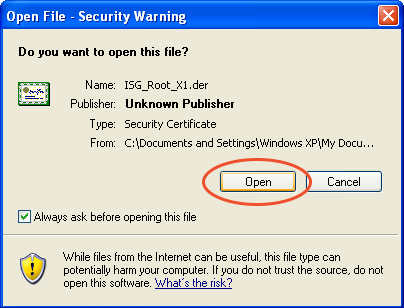 Open File - Security Warning
Do you want to open this file?
Name: ISG_Root_X1.der
Publisher: Unknown Publisher
Type: Security Certificate
From: C:\Documents and Settings\Windows XP\My Docu...
Open
Cancel
Always ask before opening this file
While files from the Internet can be useful, this file type can
potentially harm your computer. If you do not trust the source, do not
open this software. What's the risk?